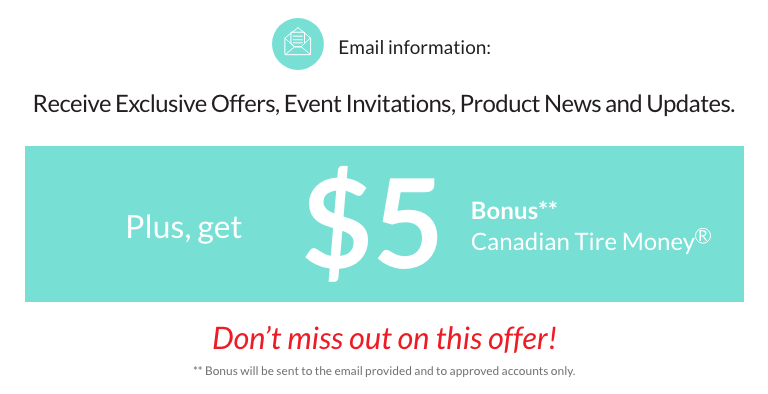 Email information:
Receive Exclusive Offers, Event Invitations, Product News and Updates.
Plus, get
$5
Bonus**
Canadian Tire Money®
Don't miss out on this offer!
** Bonus will be sent to the email provided and to approved accounts only.